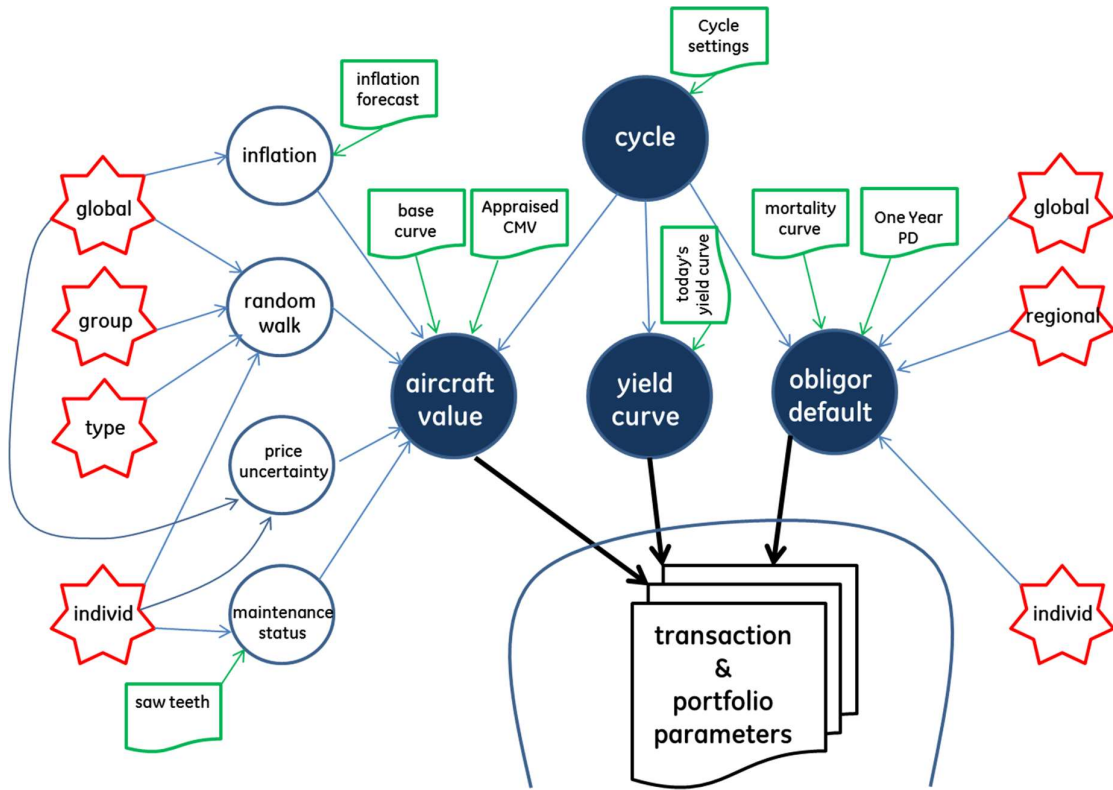 Cycle
settings
inflation
forecast
cycle
inflation
global
global
base
curve
Appraised
CMV
mortality
curve
One Year
PD
today's
yield curve
group
random
walk
regional
aircraft
value
yield
curve
obligor
default
type
price
uncertainty
individ
maintenance
status
individ
transaction
&
portfolio
parameters
saw teeth